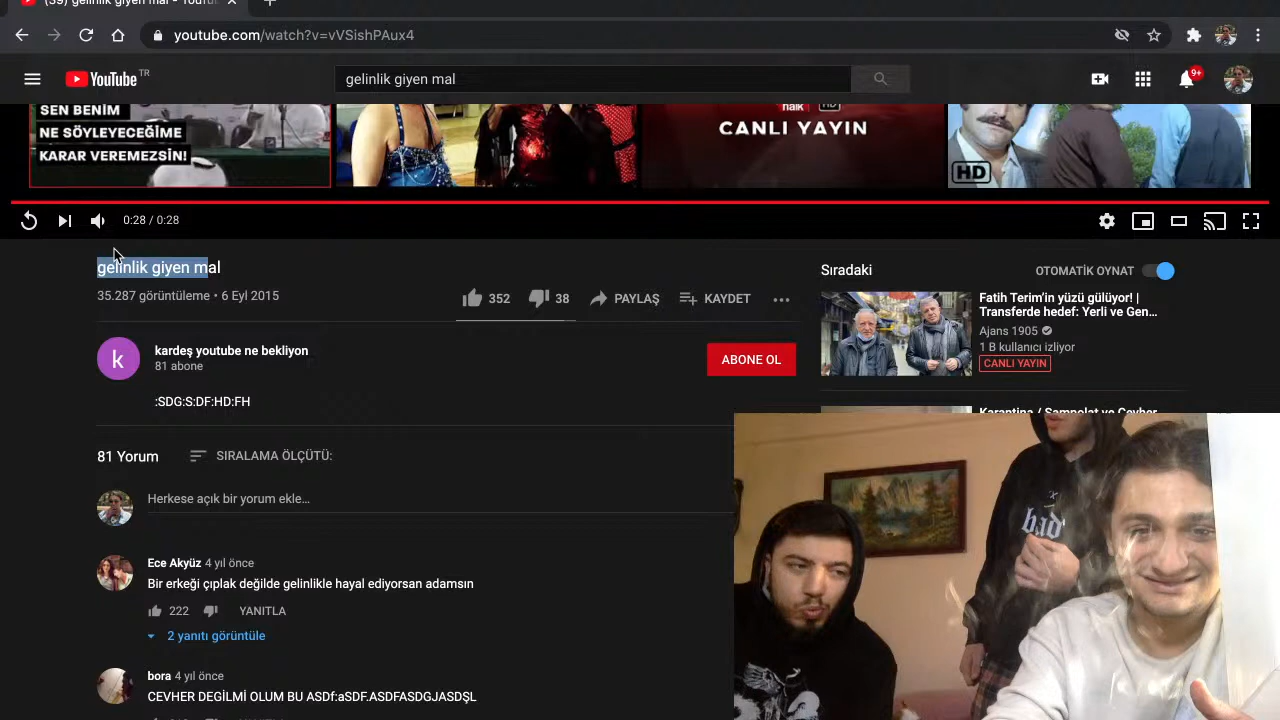 (39) gelinlik giyen mal - YouTu
youtube.com/watch?v=vVSishPAux4
YouTube TR
gelinlik giyen mal
9+
SEN BENİM
NE SÖYLEYECEĞİME
KARAR VEREMEZSİN!
halk HD
CANLI YAYIN
HD
0:28 / 0:28
gelinlik giyen mal
35.287 görüntüleme • 6 Eyl 2015
352
38
PAYLAŞ
KAYDET
k
kardeş youtube ne bekliyon
81 abone
ABONE OL
:SDG:S:DF:HD:FH
81 Yorum
SIRALAMA ÖLÇÜTÜ:
Herkese açık bir yorum ekle...
Ece Akyüz 4 yıl önce
Bir erkeği çıplak değilde gelinlikle hayal ediyorsan adamsın
222
YANITLA
2 yanıtı görüntüle
bora 4 yıl önce
CEVHER DEGİLMİ OLUM BU ASDf:aSDF.ASDFASDGJASDŞL
Sıradaki
OTOMATİK OYNAT
Fatih Terim'in yüzü gülüyor! |
Transferde hedef: Yerli ve Gen...
Ajans 1905
1 B kullanıcı izliyor
CANLI YAYIN
Karantina / Sampolat ve Cevher
bad